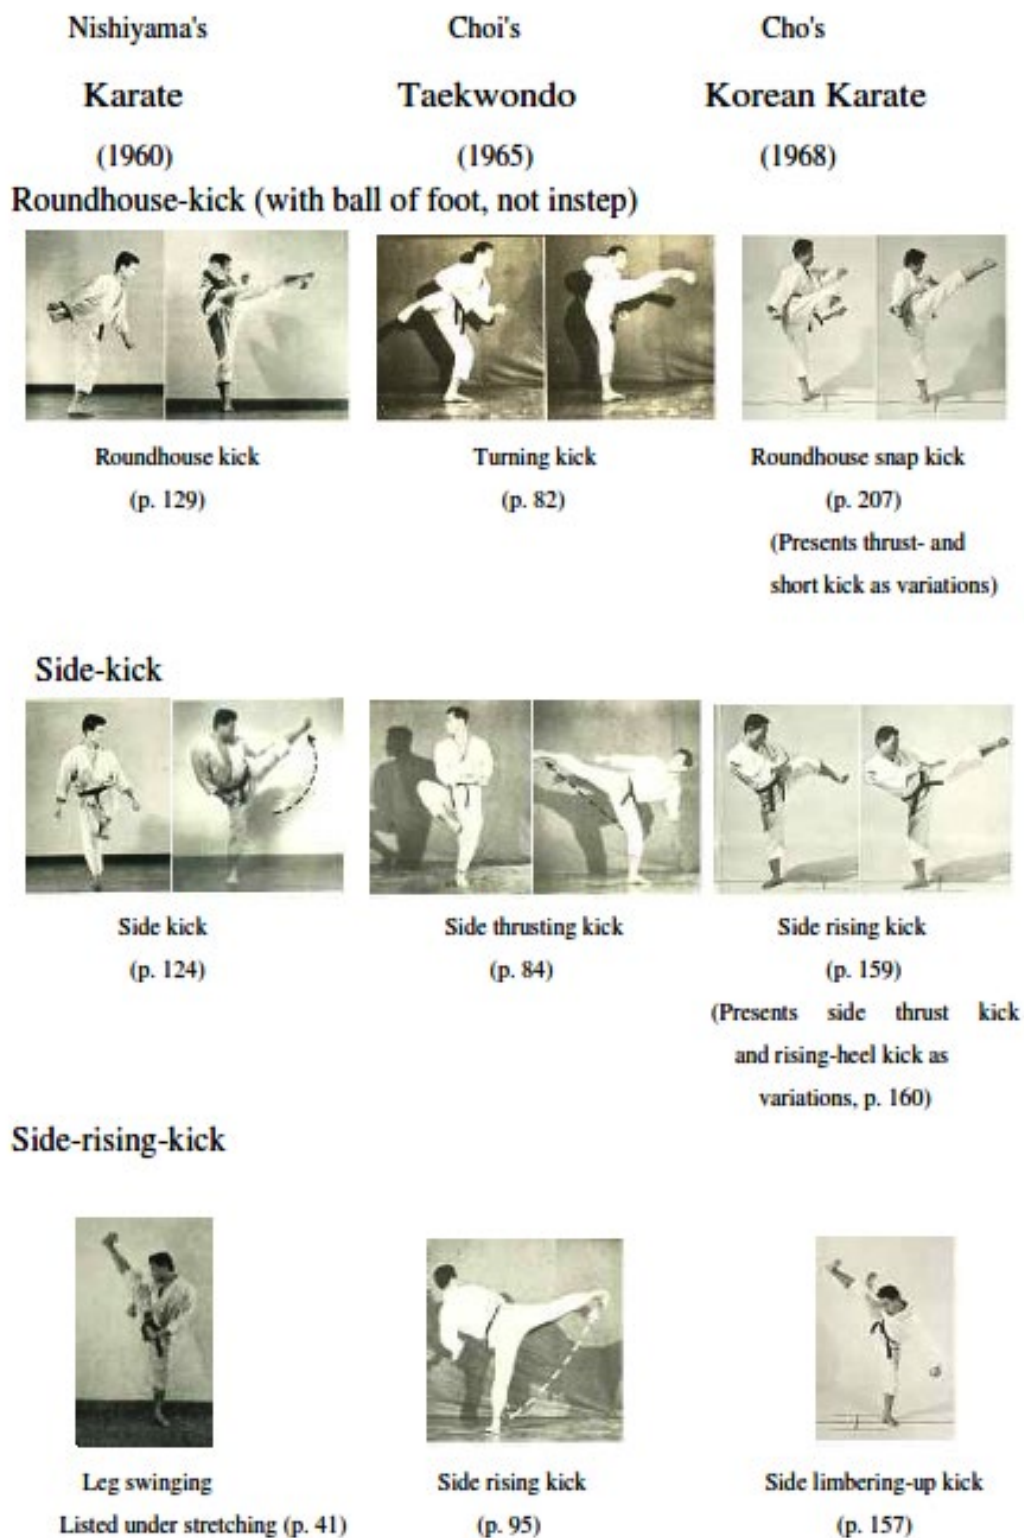 Nishiyama's Choi's Cho's
Karate Taekwondo Korean Karate
(1960) (1965) (1968)
Roundhouse-kick (with ball of foot, not instep)
Roundhouse kick Turning kick Roundhouse snap kick
(p. 129) (p. 82) (p. 207)
(Presents thrust- and
short kick as variations)
Side-kick
Side kick Side thrusting kick Side rising kick
(p. 124) (p. 84) (p. 159)
(Presents side thrust kick
and rising-heel kick as
variations, p. 160)
Side-rising-kick
Leg swinging Side rising kick Side limbering-up kick
Listed under stretching (p. 41) (p. 95) (p. 157)